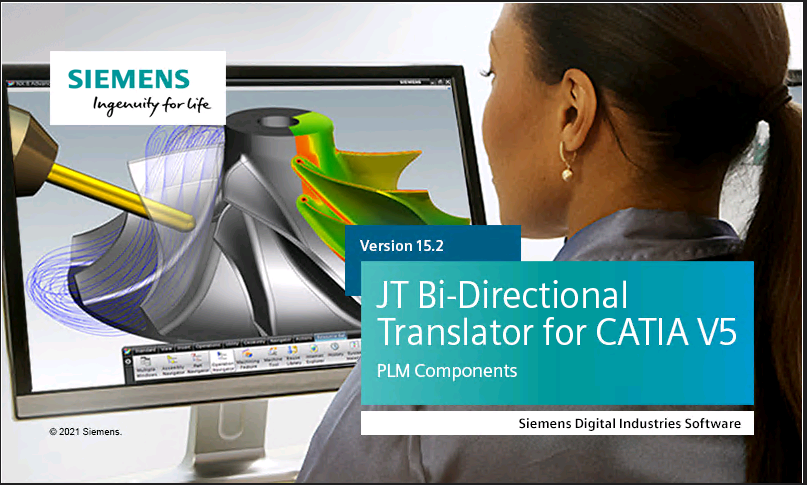 SIEMENS
Ingenuity for life
SIEMENS
Version 15.2
JT Bi-Directional
Translator for CATIA V5
PLM Components
Siemens Digital Industries Software
© 2021 Siemens.